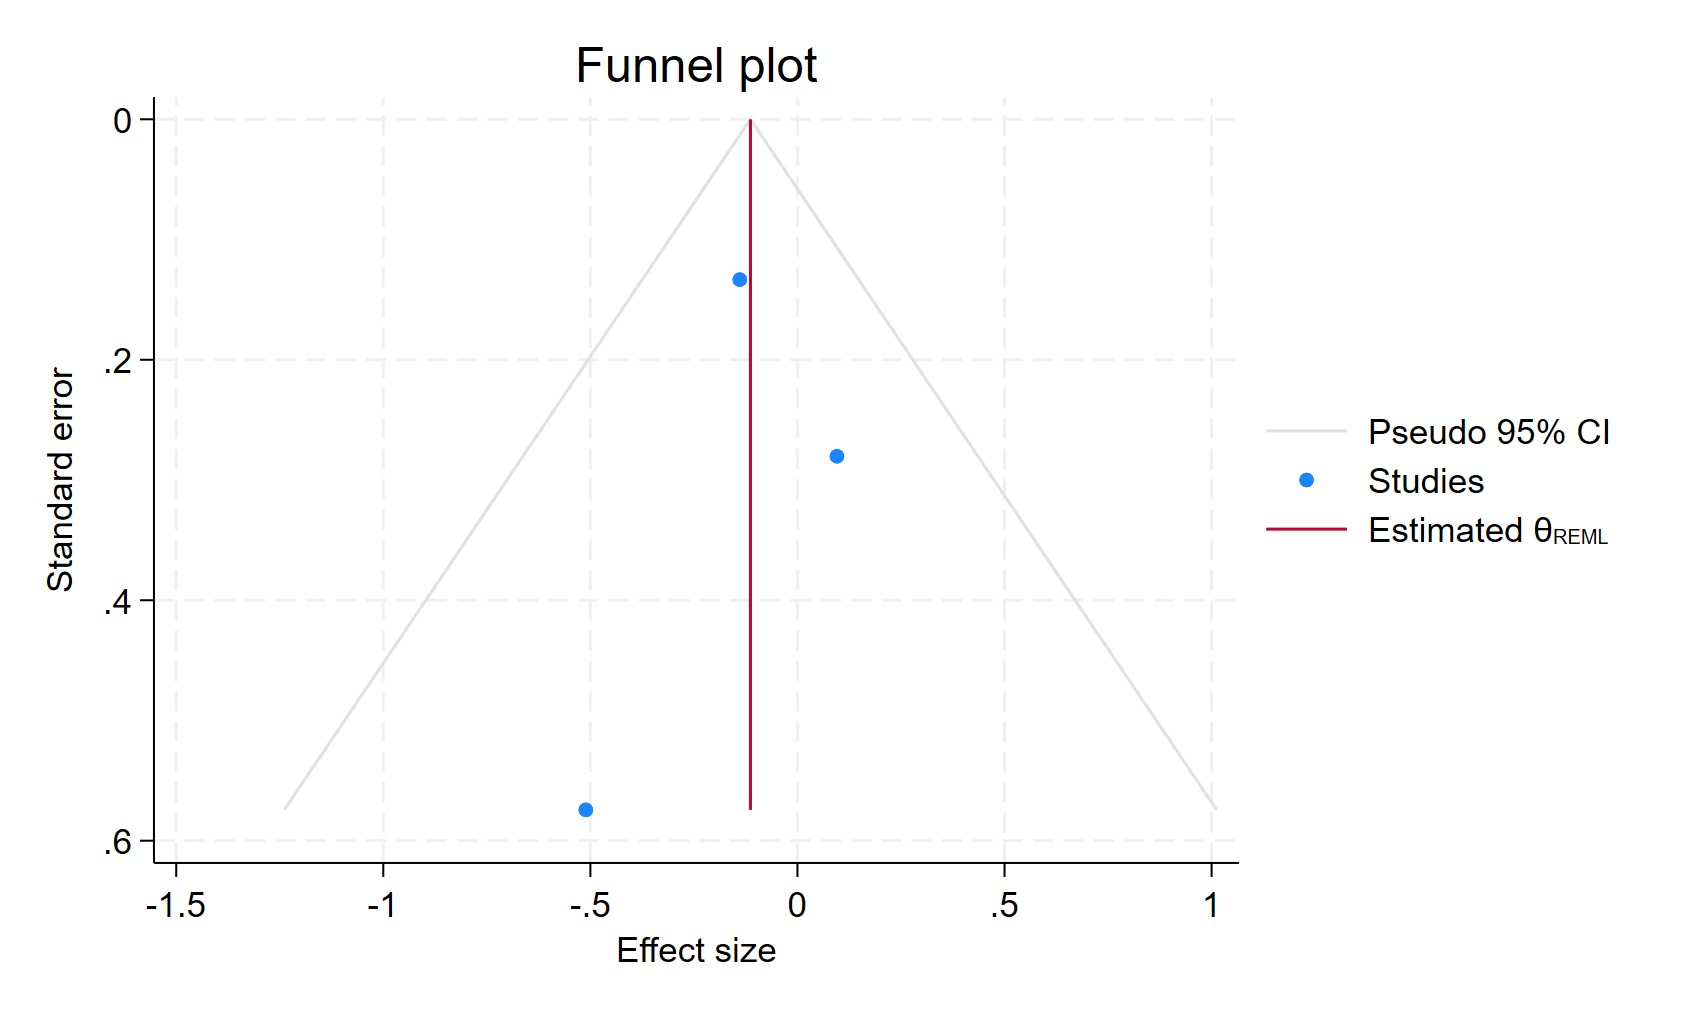 Funnel plot
Standard error
0
.2
.4
.6
-1.5
-1
-.5
0
.5
1
Effect size
Pseudo 95% CI
Studies
Estimated θREML